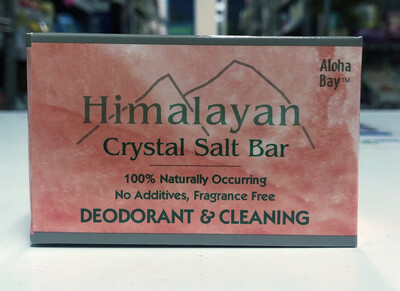 Aloha
Bay™
Himalayan
Crystal Salt Bar
100% Naturally Occurring
No Additives, Fragrance Free
DEODORANT & CLEANING